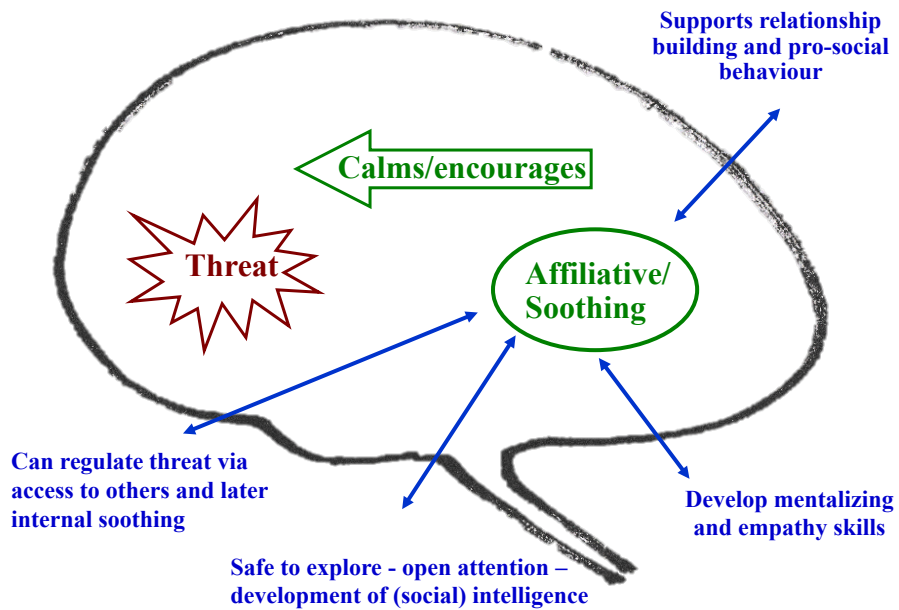 Supports relationship
building and pro-social
behaviour
Calms/encourages
Threat
Affiliative/
Soothing
Can regulate threat via
access to others and later
internal soothing
Develop mentalizing
and empathy skills
Safe to explore - open attention –
development of (social) intelligence